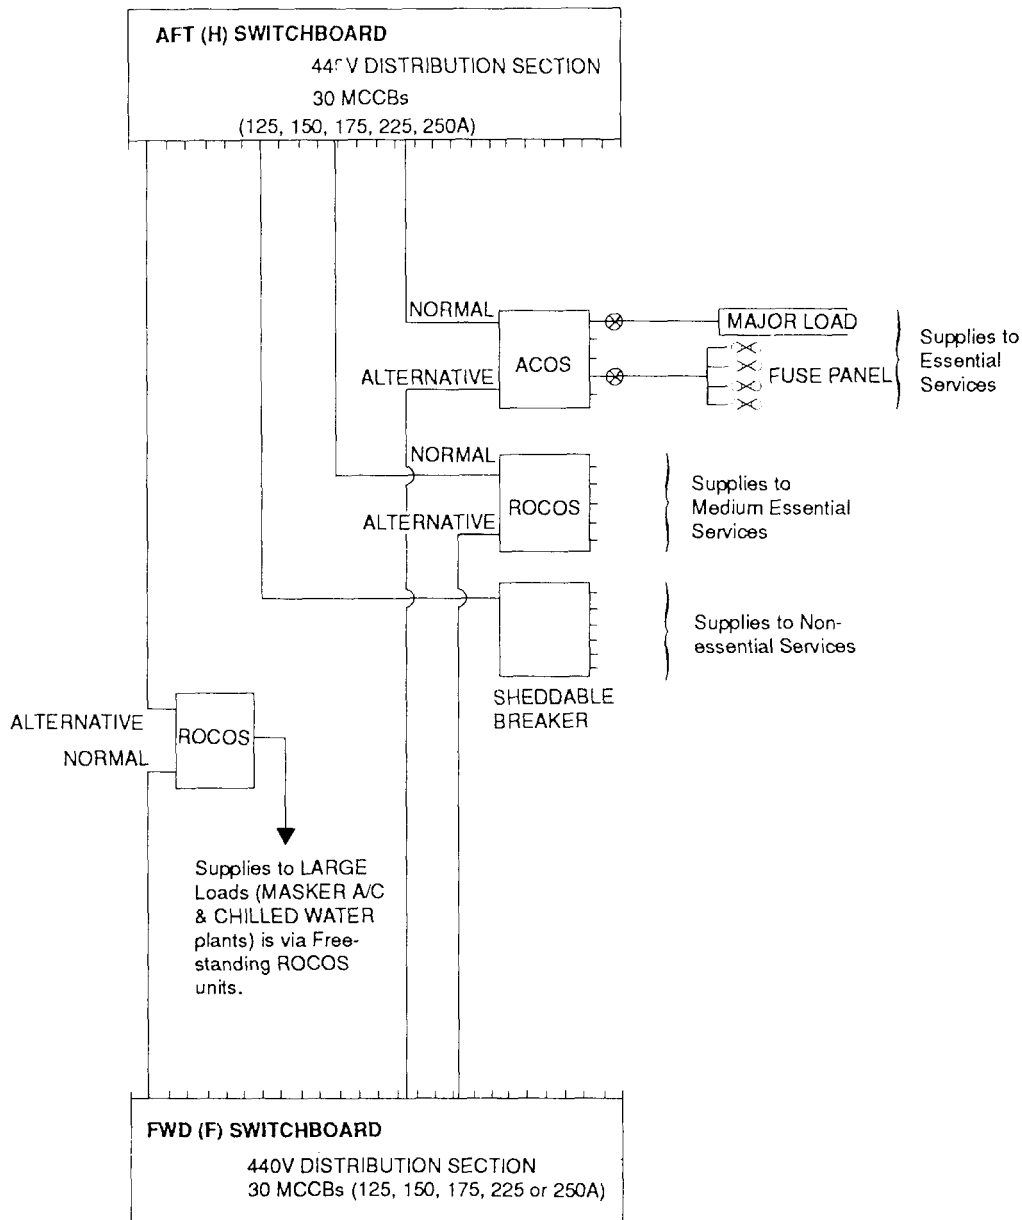 AFT (H) SWITCHBOARD
V DISTRIBUTION SECTION
30 MCCBs
(125, 150, 175, 225, 250A)
NORMAL
ACOS
MAJOR LOAD
ALTERNATIVE
FUSE PANEL
Supplies to
Essential
Services
NORMAL
ROCOS
ALTERNATIVE
Supplies to
Medium Essential
Services
Supplies to Non-
essential Services
SHEDDABLE
BREAKER
ALTERNATIVE
ROCOS
NORMAL
Supplies to LARGE
Loads (MASKER A/C
& CHILLED WATER
plants) is via Free-
standing ROCOS
units.
FWD (F) SWITCHBOARD
440V DISTRIBUTION SECTION
30 MCCBs (125, 150, 175, 225 or 250A)